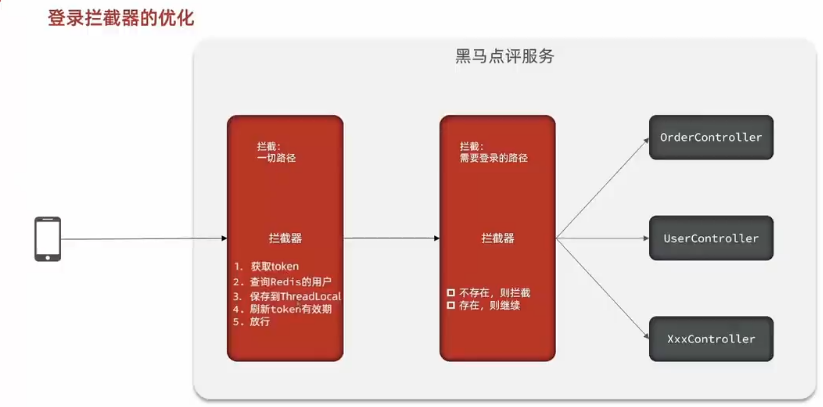 登录拦截器的优化
黑马点评服务
拦截：
一切路径
拦截器
1. 获取token
2. 查询Redis的用户
3. 保存到ThreadLocal
4. 刷新token有效期
5. 放行
拦截：
需要登录的路径
拦截器
不存在，则拦截
存在，则继续
OrderController
UserController
XxxController